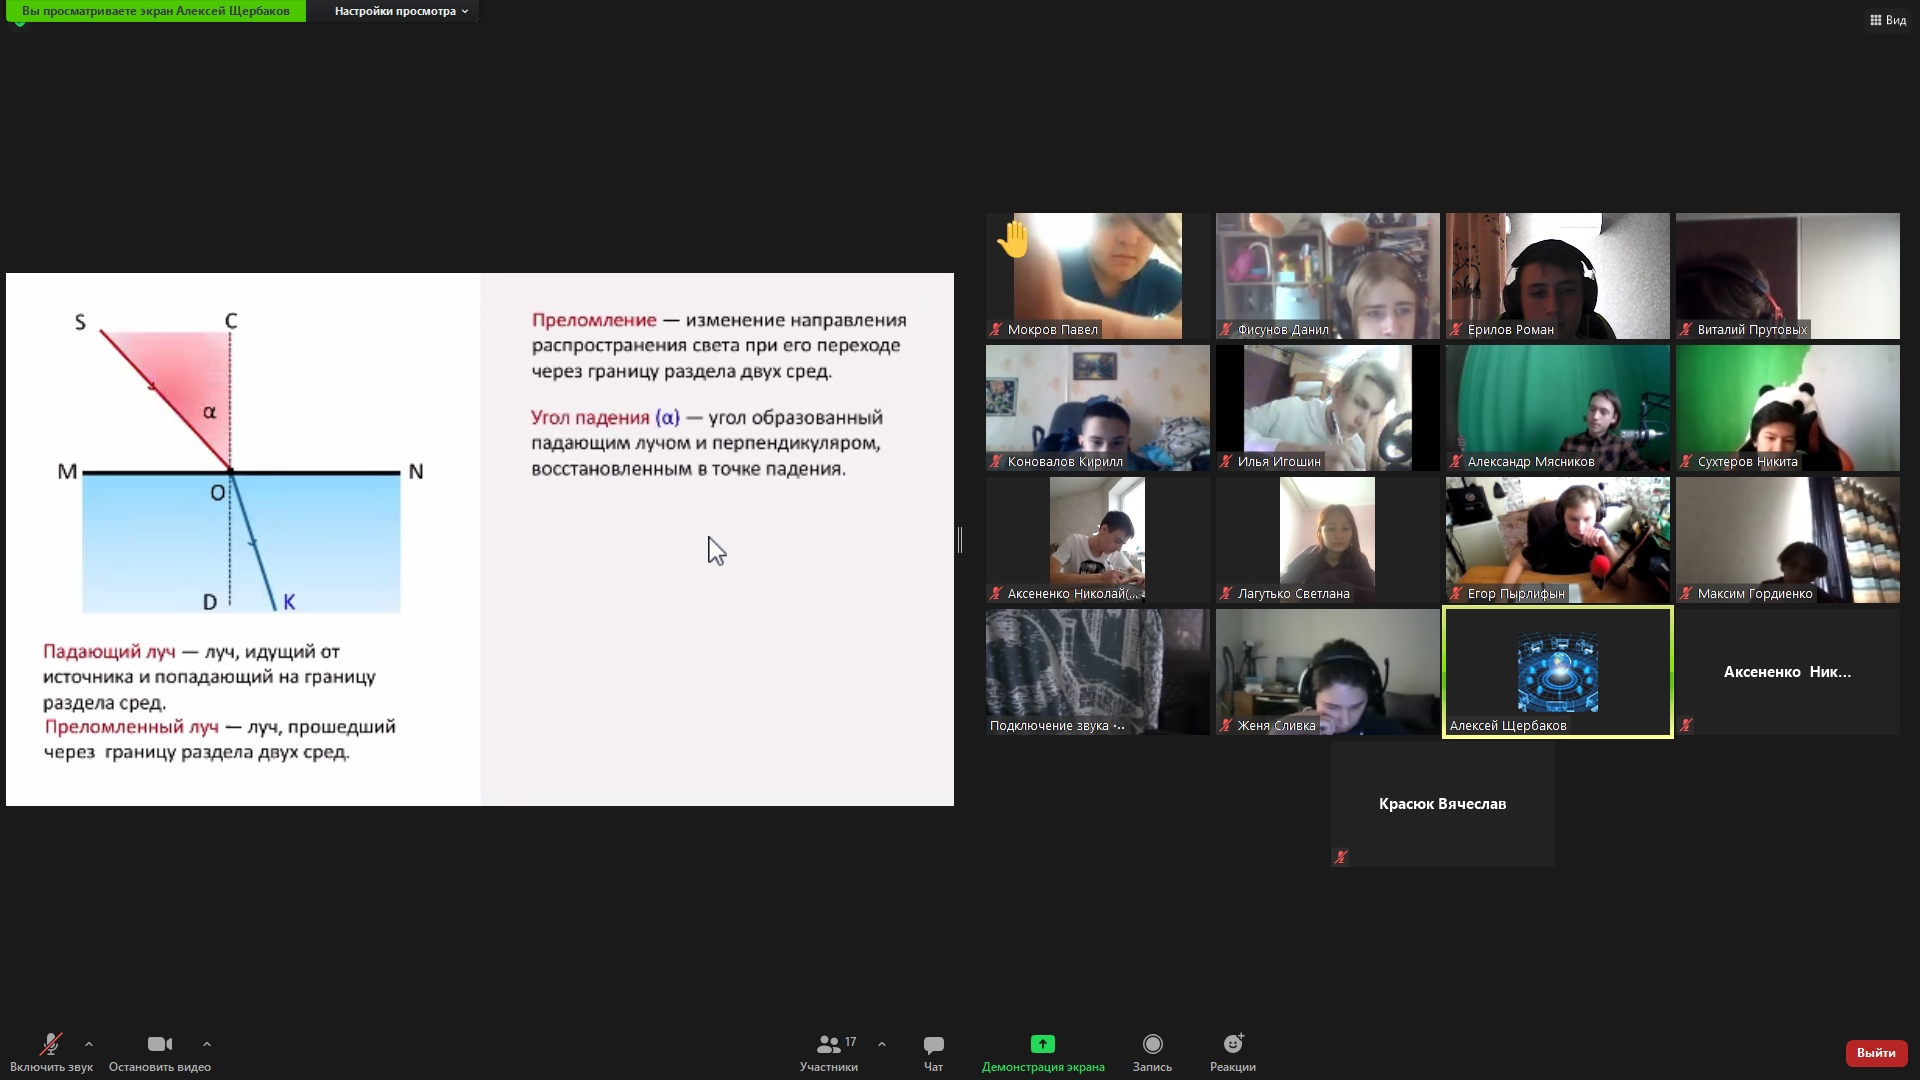 Вы просматриваете экран Алексей Щербаков
Настройки просмотра
Вид
S
C
α
M
N
O
D
K
Падающий луч — луч, идущий от
источника и попадающий на границу
раздела сред.
Преломленный луч — луч, прошедший
через границу раздела двух сред.
Преломление — изменение направления
распространения света при его переходе
через границу раздела двух сред.
Угол падения (α) — угол образованный
падающим лучом и перпендикуляром,
восстановленным в точке падения.
Мокров Павел
Фисунов Данил
Ерилов Роман
Виталий Прутовых
Коновалов Кирилл
Илья Игошин
Александр Мясников
Сухтеров Никита
Аксененко Николай(...
Лагутько Светлана
Егор Пырлифын
Максим Гордиенко
Подключение звука ·..
Женя Сливка
Алексей Щербаков
Аксененко Ник...
Красюк Вячеслав
Включить звук
Остановить видео
Участники
17
Чат
Демонстрация экрана
Запись
Реакции
Выйти